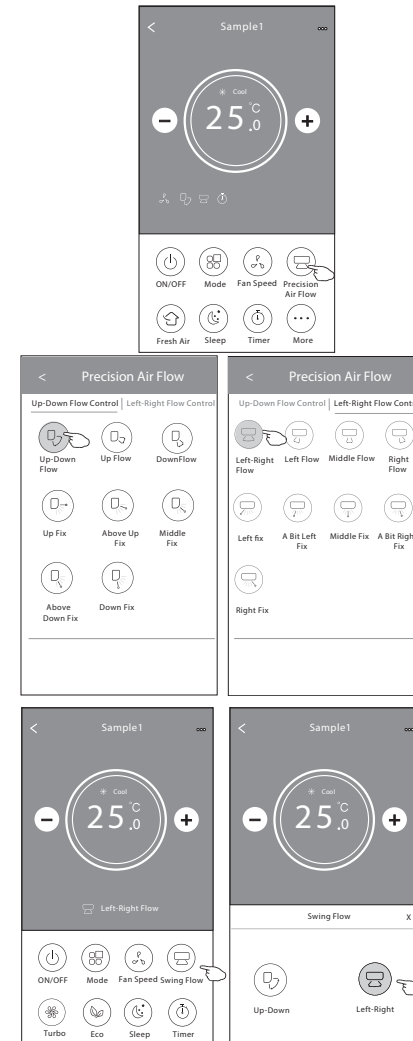 Sample1
Cool
25.0 °C
ON/OFF Mode Fan Speed Precision
Air Flow
Fresh Air Sleep Timer More
< Precision Air Flow
Up-Down Flow Control Left-Right Flow Control
Up-Down
Flow
Up Flow
DownFlow
Up Fix
Above Up
Fix
Middle
Fix
Above
Down Fix
Down Fix
< Precision Air Flow
Up-Down Flow Control Left-Right Flow Cont
Left-Right
Flow
Left Flow
Middle Flow
Right
Flow
Left fix
A Bit Left
Fix
Middle Fix
A Bit Righ
Fix
Right Fix
< Sample1
Cool
25.0 °C
Left-Right Flow
ON/OFF Mode Fan Speed Swing Flow
Turbo Eco Sleep Timer
< Sample1
Cool
25.0 °C
Swing Flow X
Up-Down Left-Right